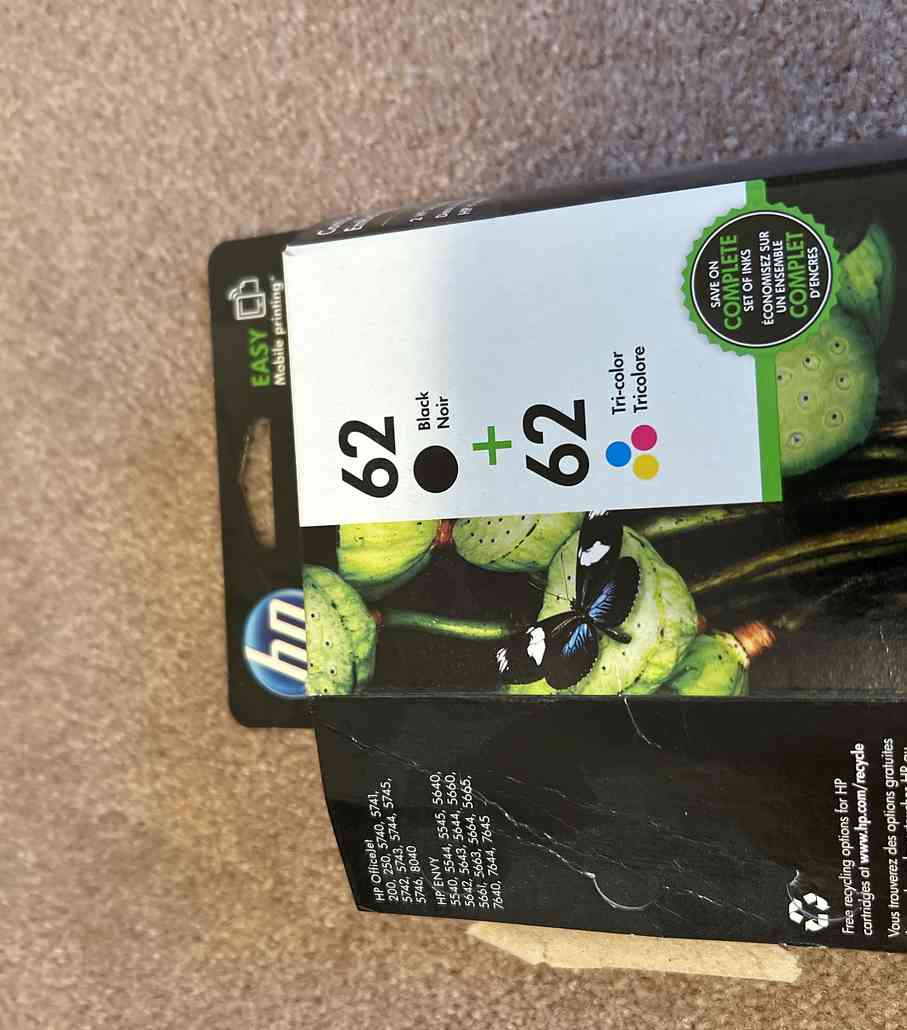 hp
EASY
Mobile printing*
62
Black
Noir
+
62
Tri-color
Tricolore
SAVE ON
COMPLETE
SET OF INKS
ÉCONOMISEZ SUR
UN ENSEMBLE
COMPLET
D'ENCRES
HP OfficeJet
200, 250, 5740, 5741,
5742, 5743, 5744, 5745,
5746, 8040
HP ENVY
5540, 5544, 5545, 5640,
5642, 5643, 5644, 5660,
5661, 5663, 5664, 5665,
7640, 7644, 7645
Free recycling options for HP
cartridges at www.hp.com/recycle
Vous trouverez des options gratuites